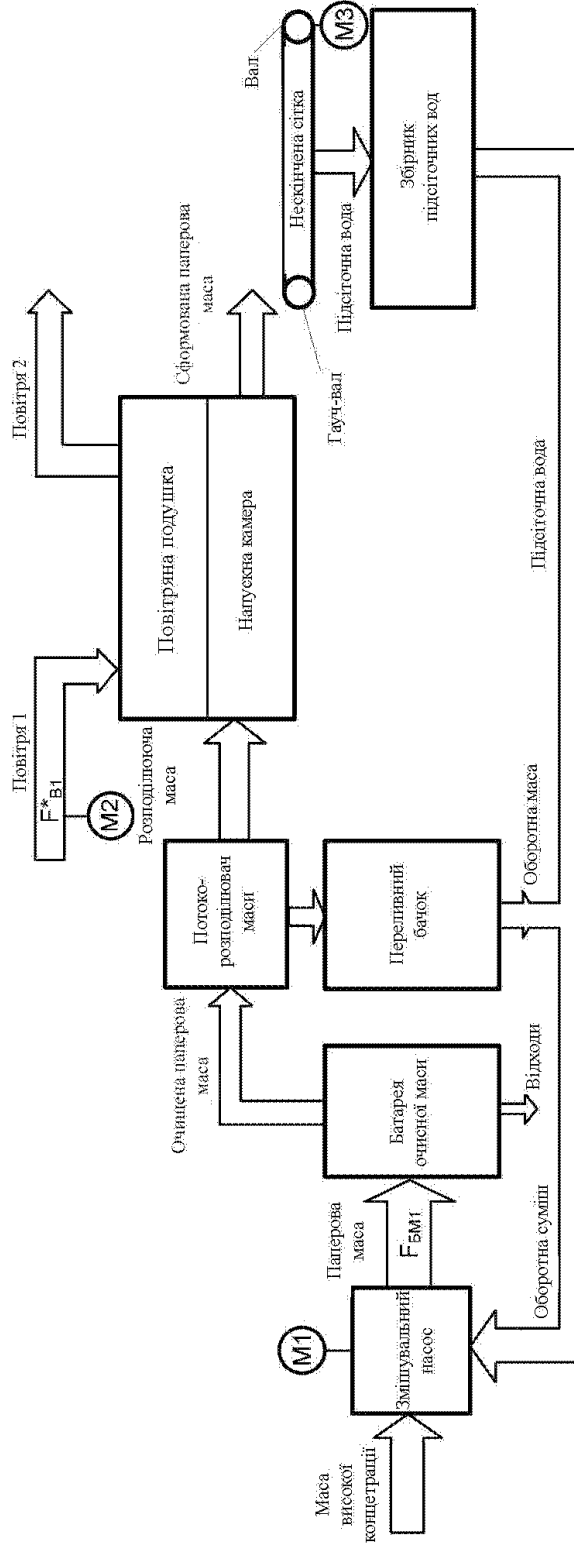 Маса
високої
концетрації
M1
Змішувальний
насос
Паперова
маса
F_БМ1
Оборотна суміш
Батарея
очисної маси
Відходи
Очищена паперова
маса
Потоко-
розподілювач
маси
Переливний
бачок
Оборотна маса
Розподілююча
маса
M2
F*_В1
Повітря 1
Повітря 2
Повітряна подушка
Напускна камера
Сформована паперова
маса
Гауч-вал
Нескінчена сітка
Вал
M3
Підсіточна вода
Збірник
підсіточних вод
Підсіточна вода